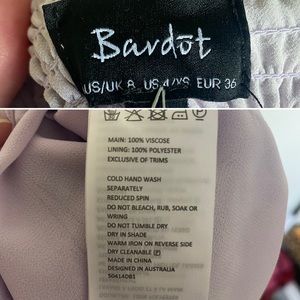 Bardot
US/UK 8 US 4/XS EUR 36
MAIN: 100% VISCOSE
LINING: 100% POLYESTER
EXCLUSIVE OF TRIMS
COLD HAND WASH
SEPARATELY
REDUCED SPIN
DO NOT BLEACH, RUB, SOAK OR
WRING
DO NOT TUMBLE DRY
DRY IN SHADE
WARM IRON ON REVERSE SIDE
DRY CLEANABLE Ⓟ
MADE IN CHINA
DESIGNED IN AUSTRALIA